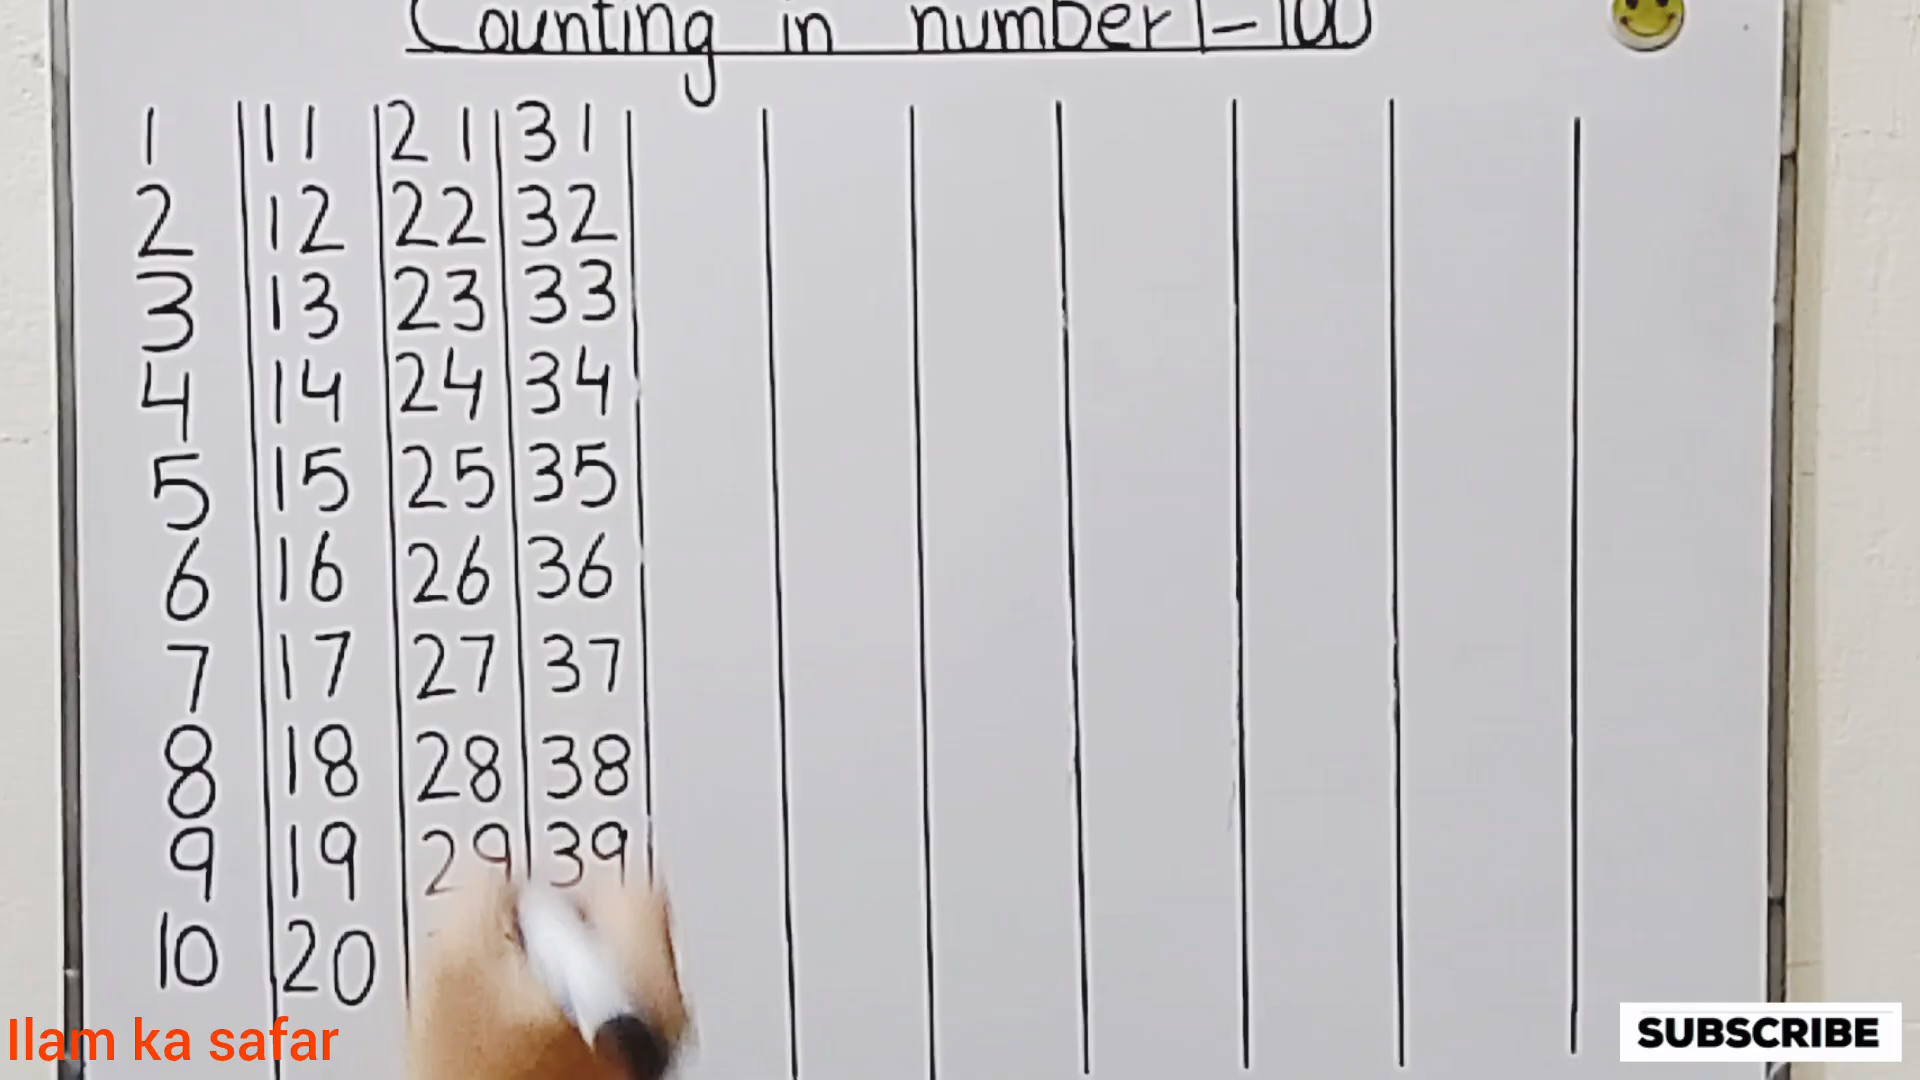 Counting in number 1-100
1 11 21 31
2 12 22 32
3 13 23 33
4 14 24 34
5 15 25 35
6 16 26 36
7 17 27 37
8 18 28 38
9 19 29 39
10 20
Ilam ka safar
SUBSCRIBE